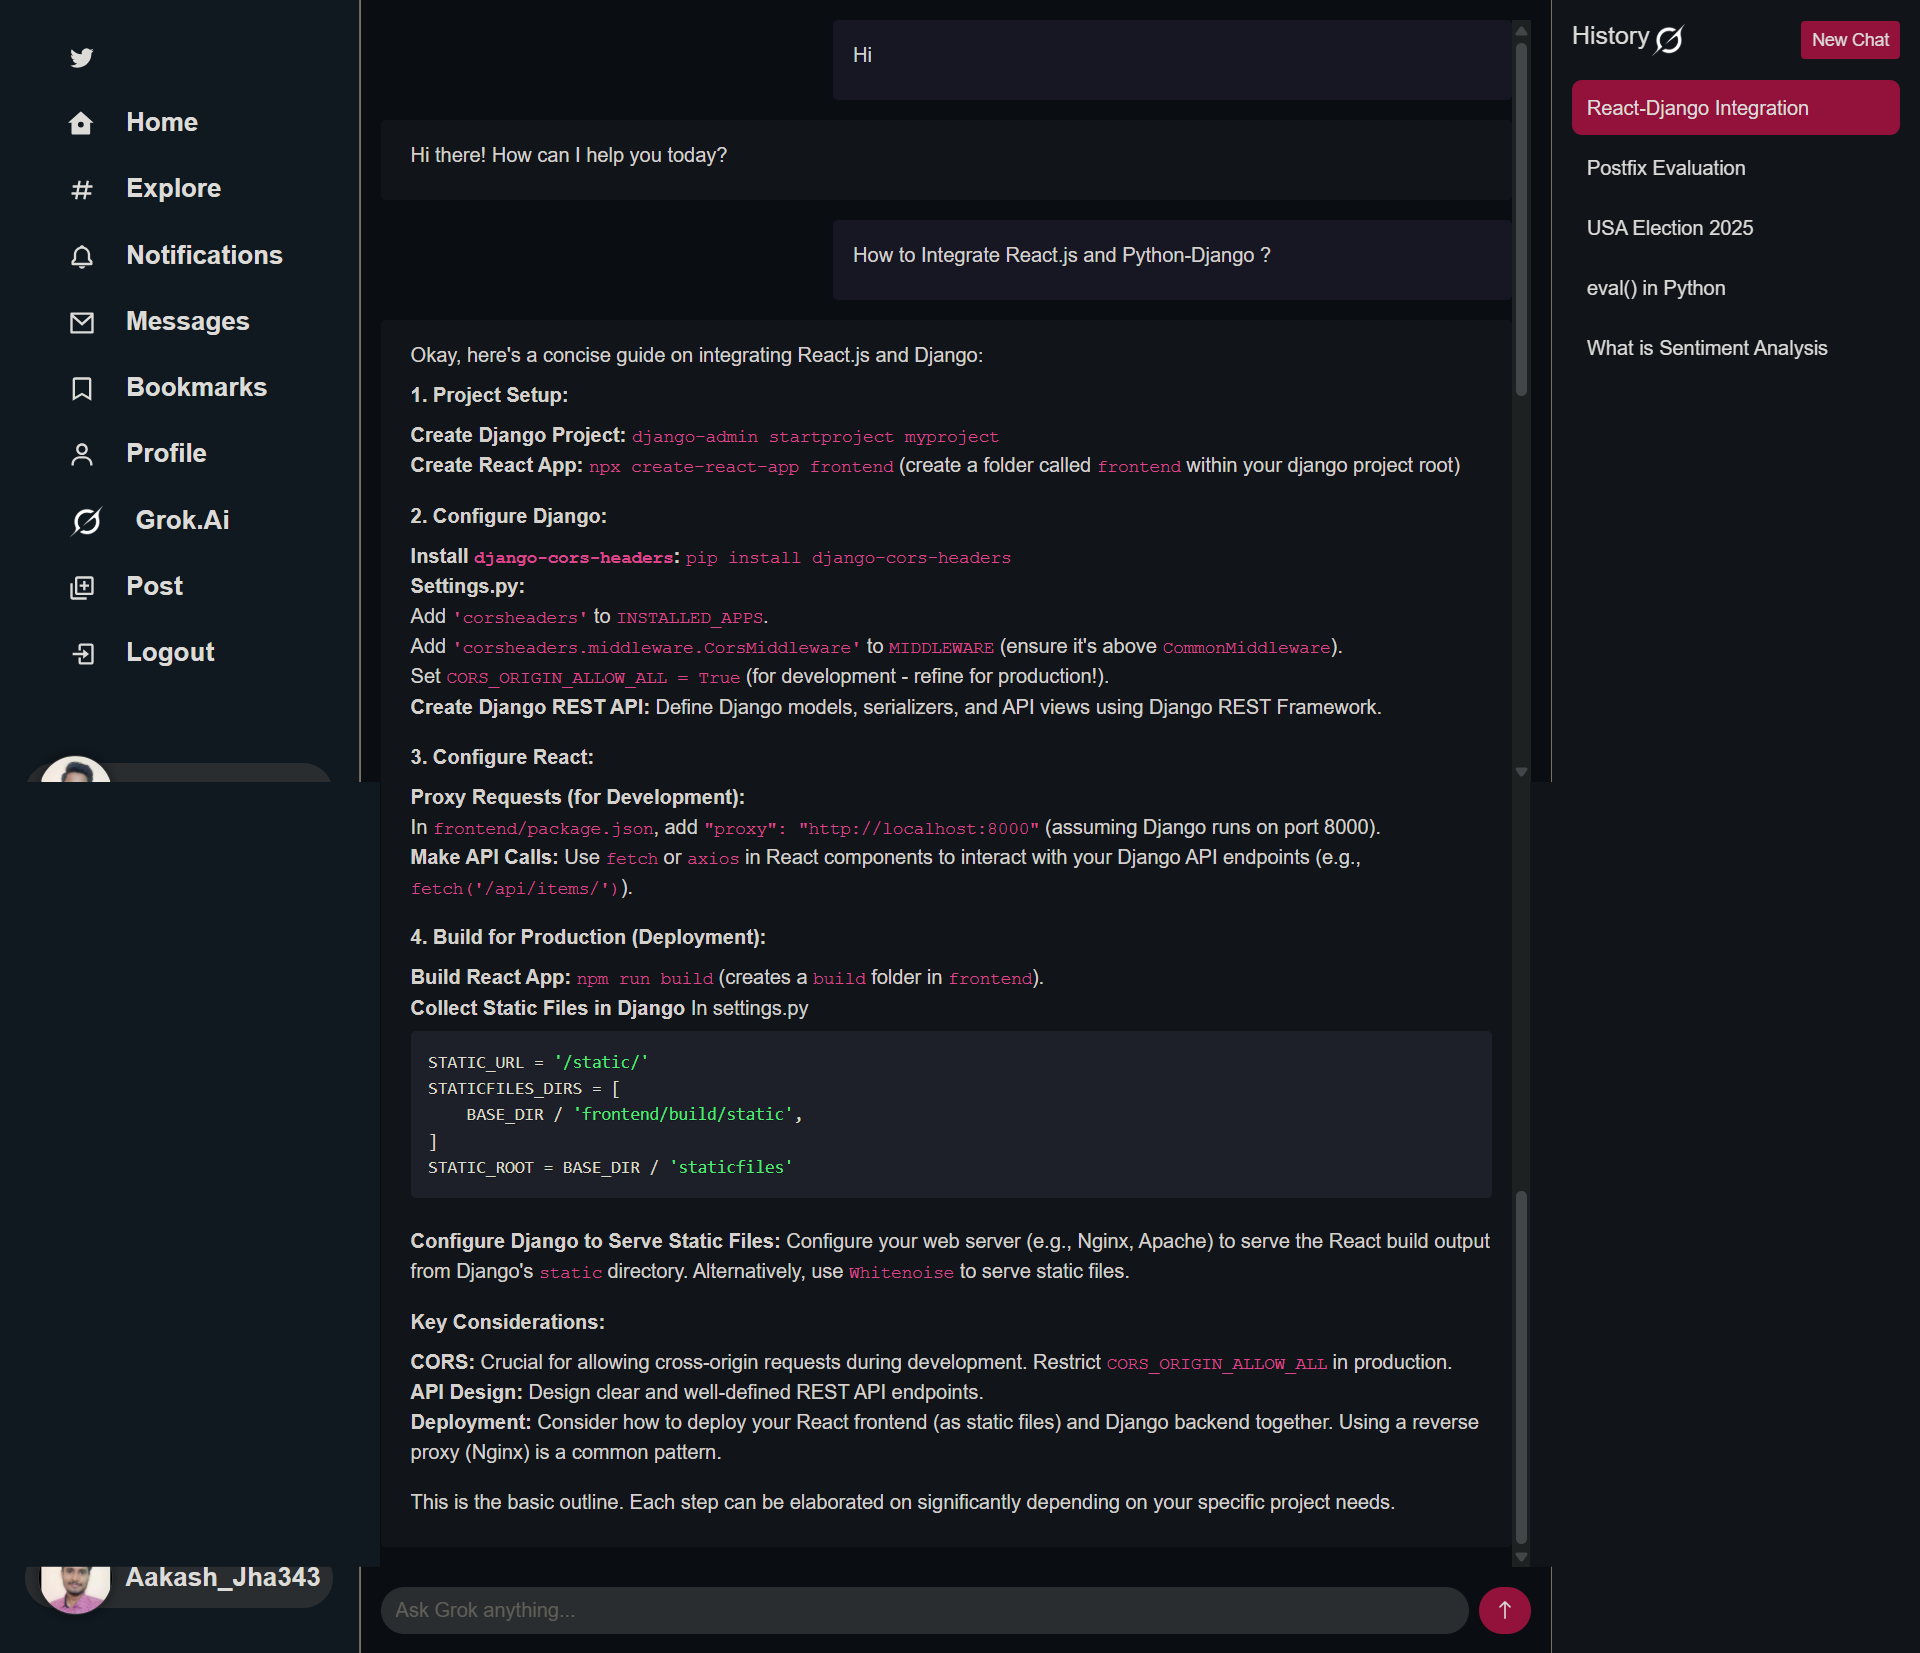 Home
Explore
Notifications
Messages
Bookmarks
Profile
Grok.Ai
Post
Logout
Aakash_Jha343
Hi
Hi there! How can I help you today?
How to Integrate React.js and Python-Django ?
Okay, here's a concise guide on integrating React.js and Django:
1. Project Setup:
Create Django Project: django-admin startproject myproject
Create React App: npx create-react-app frontend (create a folder called frontend within your django project root)
2. Configure Django:
Install django-cors-headers: pip install django-cors-headers
Settings.py:
Add 'corsheaders' to INSTALLED_APPS.
Add 'corsheaders.middleware.CorsMiddleware' to MIDDLEWARE (ensure it's above CommonMiddleware).
Set CORS_ORIGIN_ALLOW_ALL = True (for development - refine for production!).
Create Django REST API: Define Django models, serializers, and API views using Django REST Framework.
3. Configure React:
Proxy Requests (for Development):
In frontend/package.json, add "proxy": "http://localhost:8000" (assuming Django runs on port 8000).
Make API Calls: Use fetch or axios in React components to interact with your Django API endpoints (e.g.,
fetch('/api/items/')).
4. Build for Production (Deployment):
Build React App: npm run build (creates a build folder in frontend).
Collect Static Files in Django In settings.py
STATIC_URL = '/static/'
STATICFILES_DIRS = [
    BASE_DIR / 'frontend/build/static',
]
STATIC_ROOT = BASE_DIR / 'staticfiles'
Configure Django to Serve Static Files: Configure your web server (e.g., Nginx, Apache) to serve the React build output
from Django's static directory. Alternatively, use Whitenoise to serve static files.
Key Considerations:
CORS: Crucial for allowing cross-origin requests during development. Restrict CORS_ORIGIN_ALLOW_ALL in production.
API Design: Design clear and well-defined REST API endpoints.
Deployment: Consider how to deploy your React frontend (as static files) and Django backend together. Using a reverse
proxy (Nginx) is a common pattern.
This is the basic outline. Each step can be elaborated on significantly depending on your specific project needs.
Ask Grok anything...
History
New Chat
React-Django Integration
Postfix Evaluation
USA Election 2025
eval() in Python
What is Sentiment Analysis